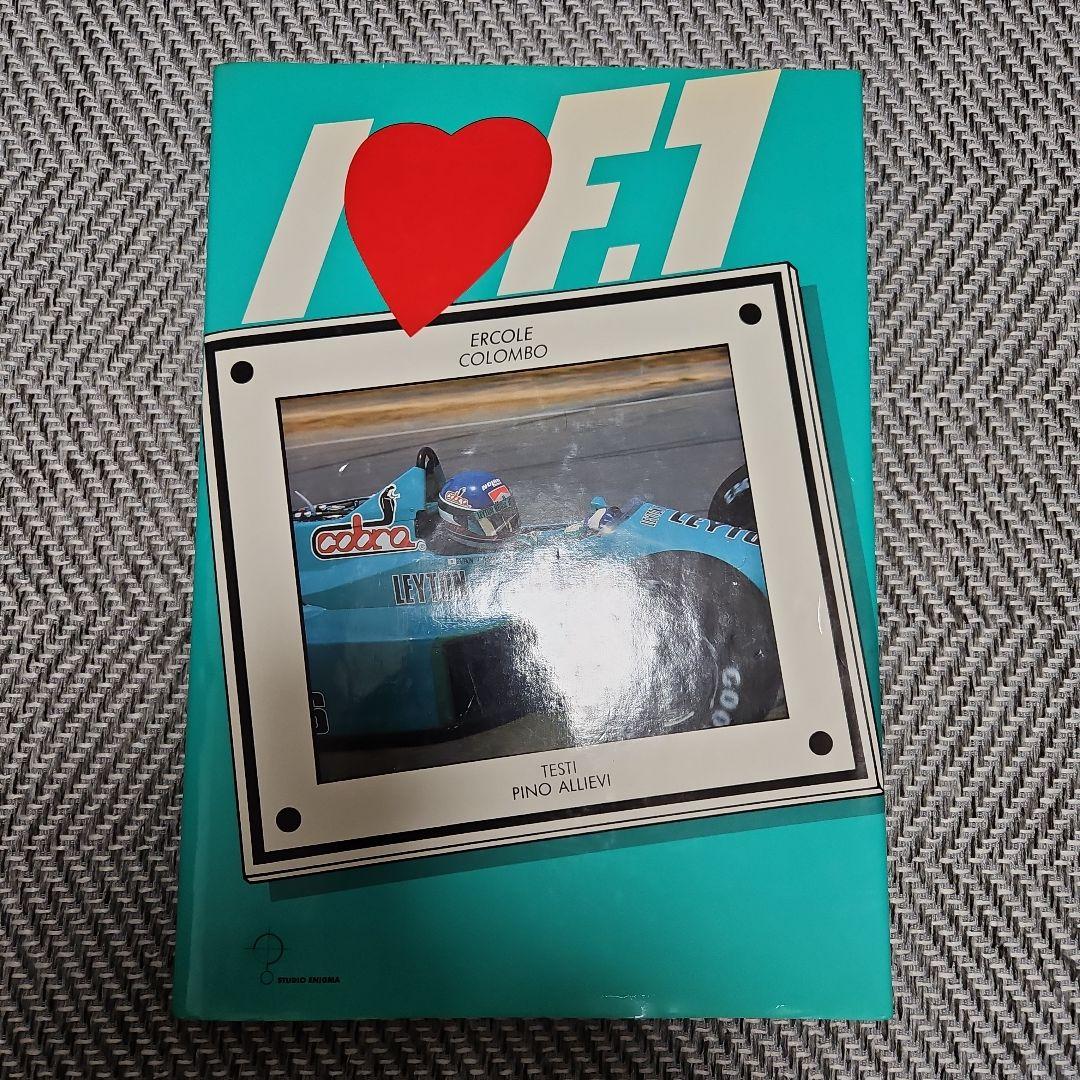 I F.1
ERCOLE
COLOMBO
cobra
LEYTON
TESTI
PINO ALLIEVI
STUDIO ENIGMA